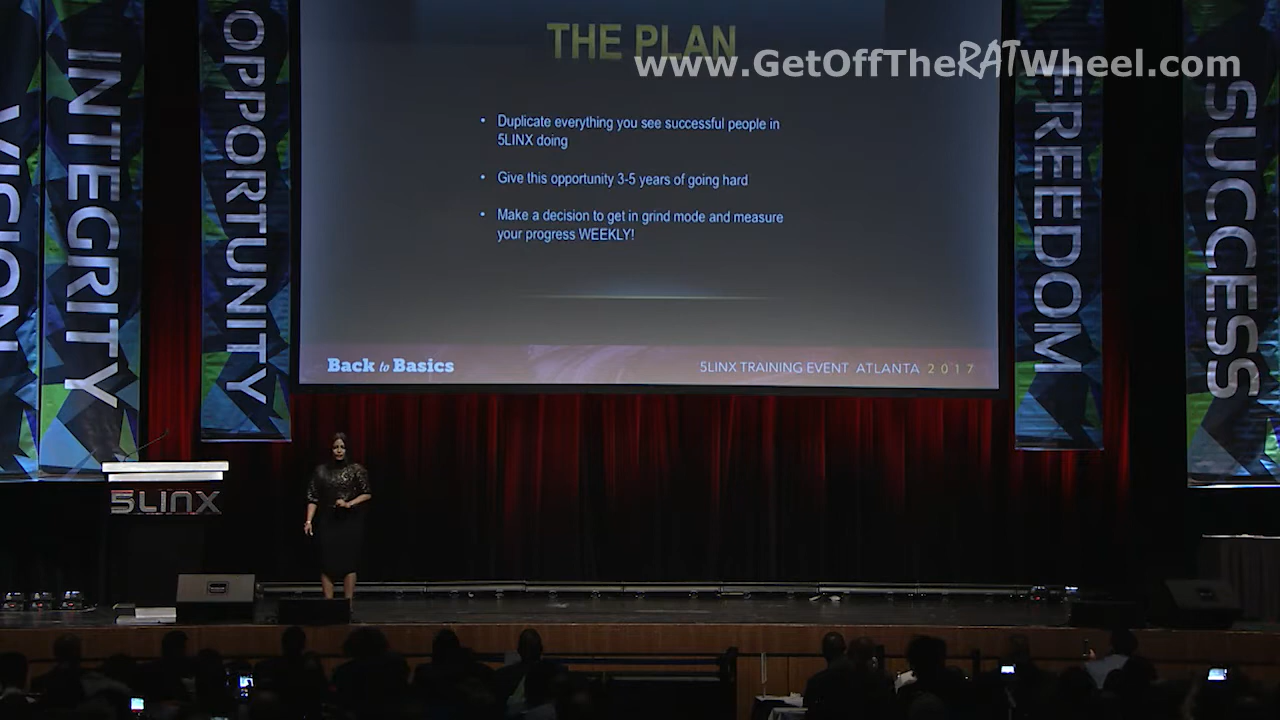 THE PLAN
www.GetOffTheRATWheel.com
• Duplicate everything you see successful people in
5LINX doing
• Give this opportunity 3-5 years of going hard
• Make a decision to get in grind mode and measure
your progress WEEKLY!
Back to Basics
5LINX TRAINING EVENT ATLANTA 2017
VISION
INTEGRITY
OPPORTUNITY
FREEDOM
SUCCESS
5LINX